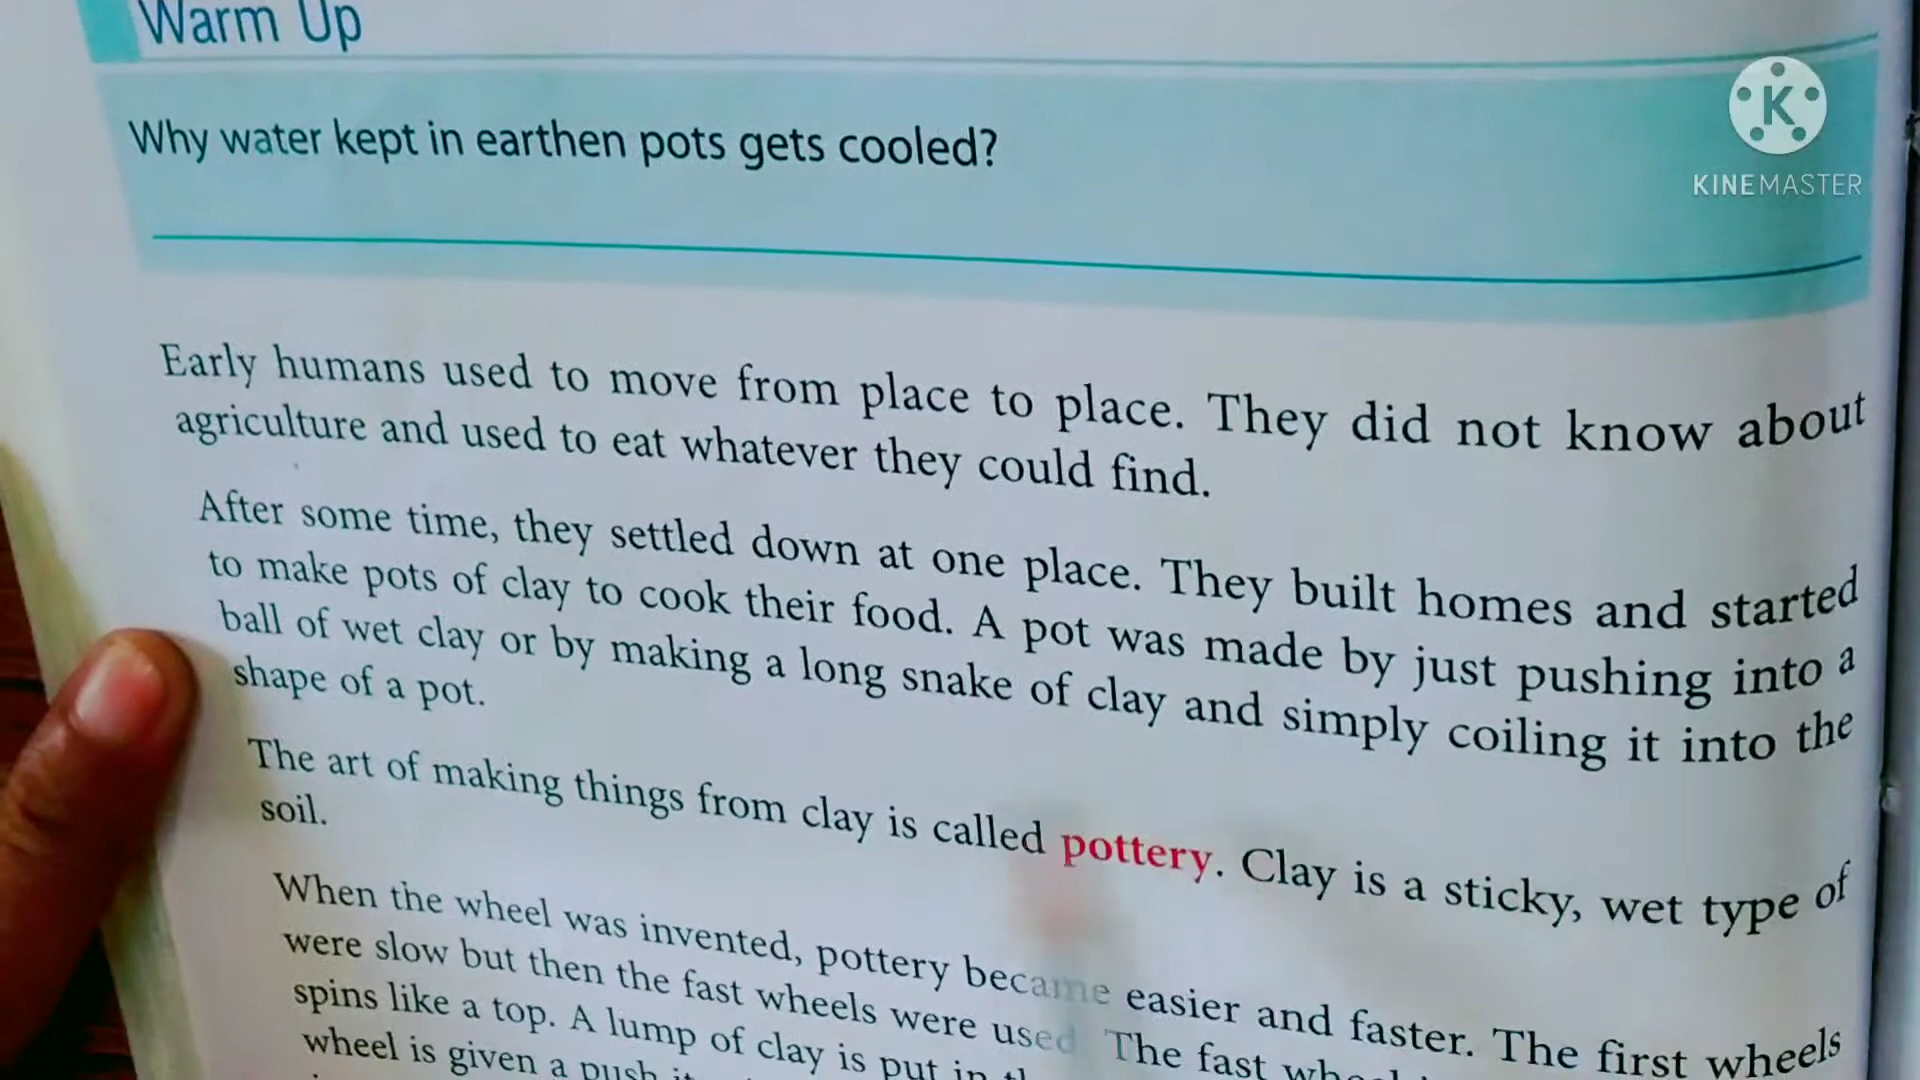 Warm Up
KINEMASTER
Why water kept in earthen pots gets cooled?
Early humans used to move from place to place. They did not know about
agriculture and used to eat whatever they could find.
After some time, they settled down at one place. They built homes and started
to make pots of clay to cook their food. A pot was made by just pushing into a
ball of wet clay or by making a long snake of clay and simply coiling it into the
shape of a pot.
The art of making things from clay is called pottery. Clay is a sticky, wet type of
soil.
When the wheel was invented, pottery became easier and faster. The first wheels
were slow but then the fast wheels were used. The fast
spins like a top. A lump of clay is put in
wheel is given a push